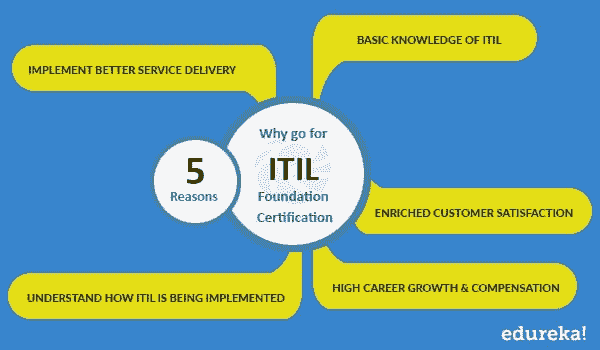 BASIC KNOWLEDGE OF ITIL
IMPLEMENT BETTER SERVICE DELIVERY
Why go for
ITIL
Foundation
Certification
5
Reasons
ENRICHED CUSTOMER SATISFACTION
HIGH CAREER GROWTH & COMPENSATION
UNDERSTAND HOW ITIL IS BEING IMPLEMENTED
edureka!